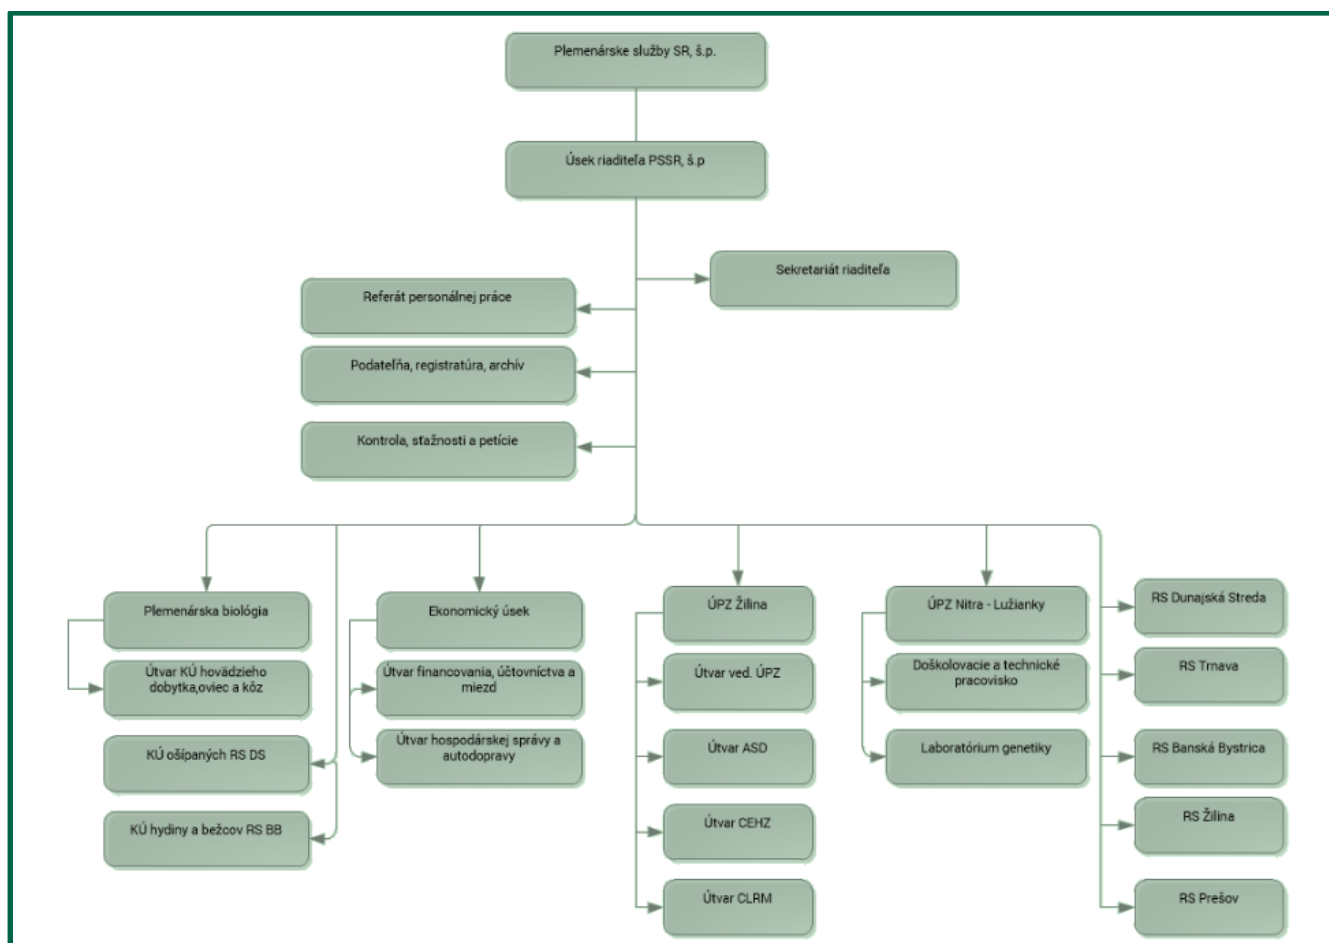 Plemenárske služby SR, š.p.
Úsek riaditeľa PSSR, š.p
Sekretariát riaditeľa
Referát personálnej práce
Podateľňa, registratúra, archív
Kontrola, sťažnosti a petície
Plemenárska biológia
Útvar KÚ hovädzieho
dobytka,oviec a kôz
KÚ ošípaných RS DS
KÚ hydiny a bežcov RS BB
Ekonomický úsek
Útvar financovania, účtovníctva a
miezd
Útvar hospodárskej správy a
autodopravy
ÚPZ Žilina
Útvar ved. ÚPZ
Útvar ASD
Útvar CEHZ
Útvar CLRM
ÚPZ Nitra - Lužianky
Doškolovacie a technické
pracovisko
Laboratórium genetiky
RS Dunajská Streda
RS Trnava
RS Banská Bystrica
RS Žilina
RS Prešov